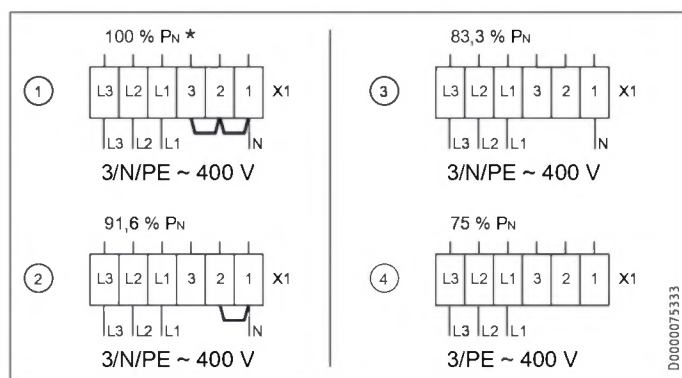 100 % PN *
1
L3 L2 L1 3 2 1 X1
L3 L2 L1 N
3/N/PE ~ 400 V
91,6 % PN
2
L3 L2 L1 3 2 1 X1
L3 L2 L1 N
3/N/PE ~ 400 V
83,3 % PN
3
L3 L2 L1 3 2 1 X1
L3 L2 L1 N
3/N/PE ~ 400 V
75 % PN
4
L3 L2 L1 3 2 1 X1
L3 L2 L1
3/PE ~ 400 V
D0000075333